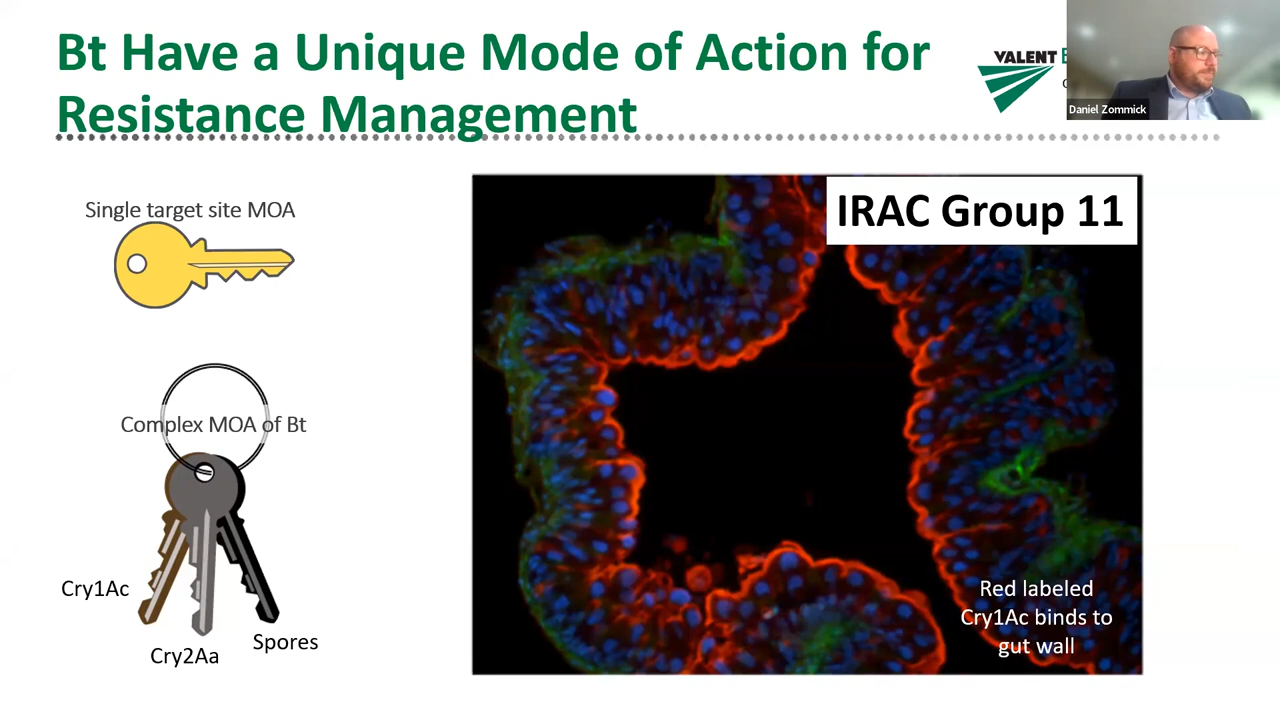 Bt Have a Unique Mode of Action for
Resistance Management
VALENT
Daniel Zommick
Single target site MOA
IRAC Group 11
Complex MOA of Bt
Cry1Ac
Cry2Aa
Spores
Red labeled
Cry1Ac binds to
gut wall